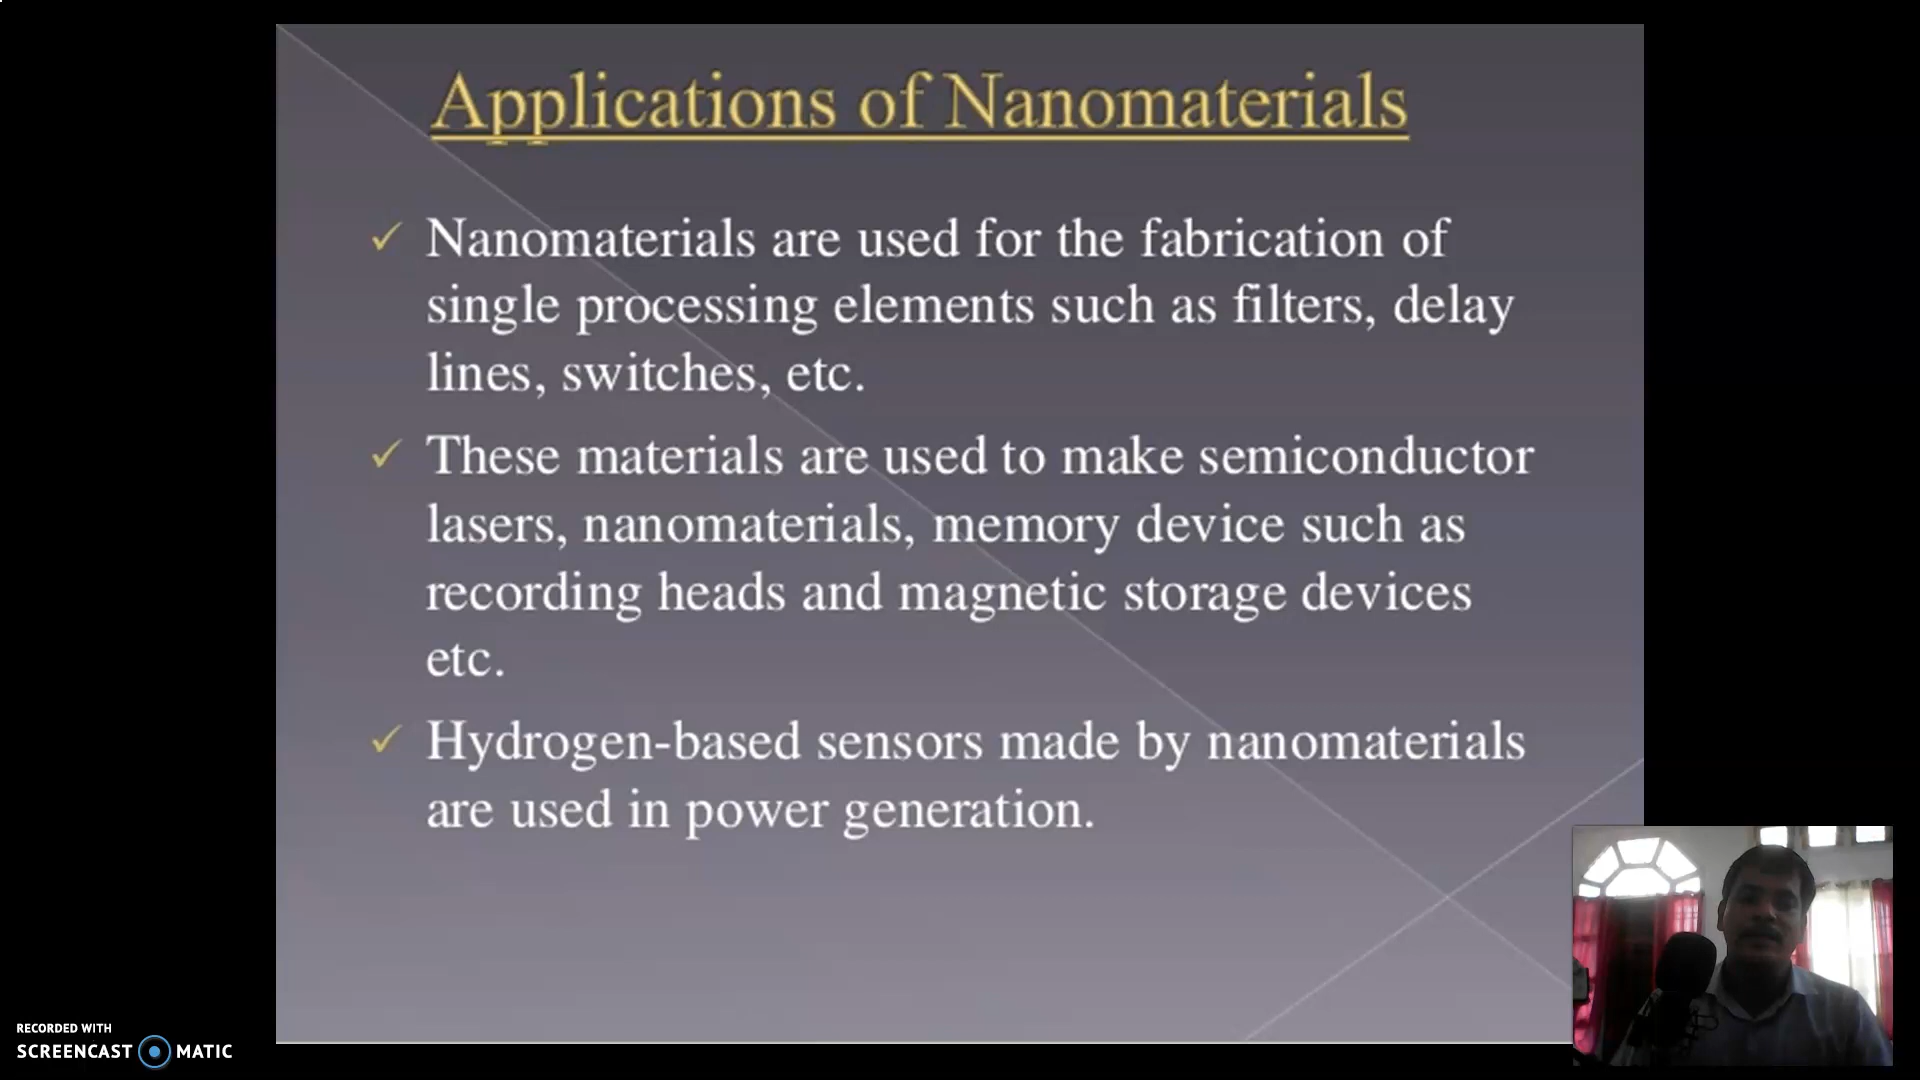 Applications of Nanomaterials
✓ Nanomaterials are used for the fabrication of
single processing elements such as filters, delay
lines, switches, etc.
✓ These materials are used to make semiconductor
lasers, nanomaterials, memory device such as
recording heads and magnetic storage devices
etc.
✓ Hydrogen-based sensors made by nanomaterials
are used in power generation.
RECORDED WITH
SCREENCAST MATIC